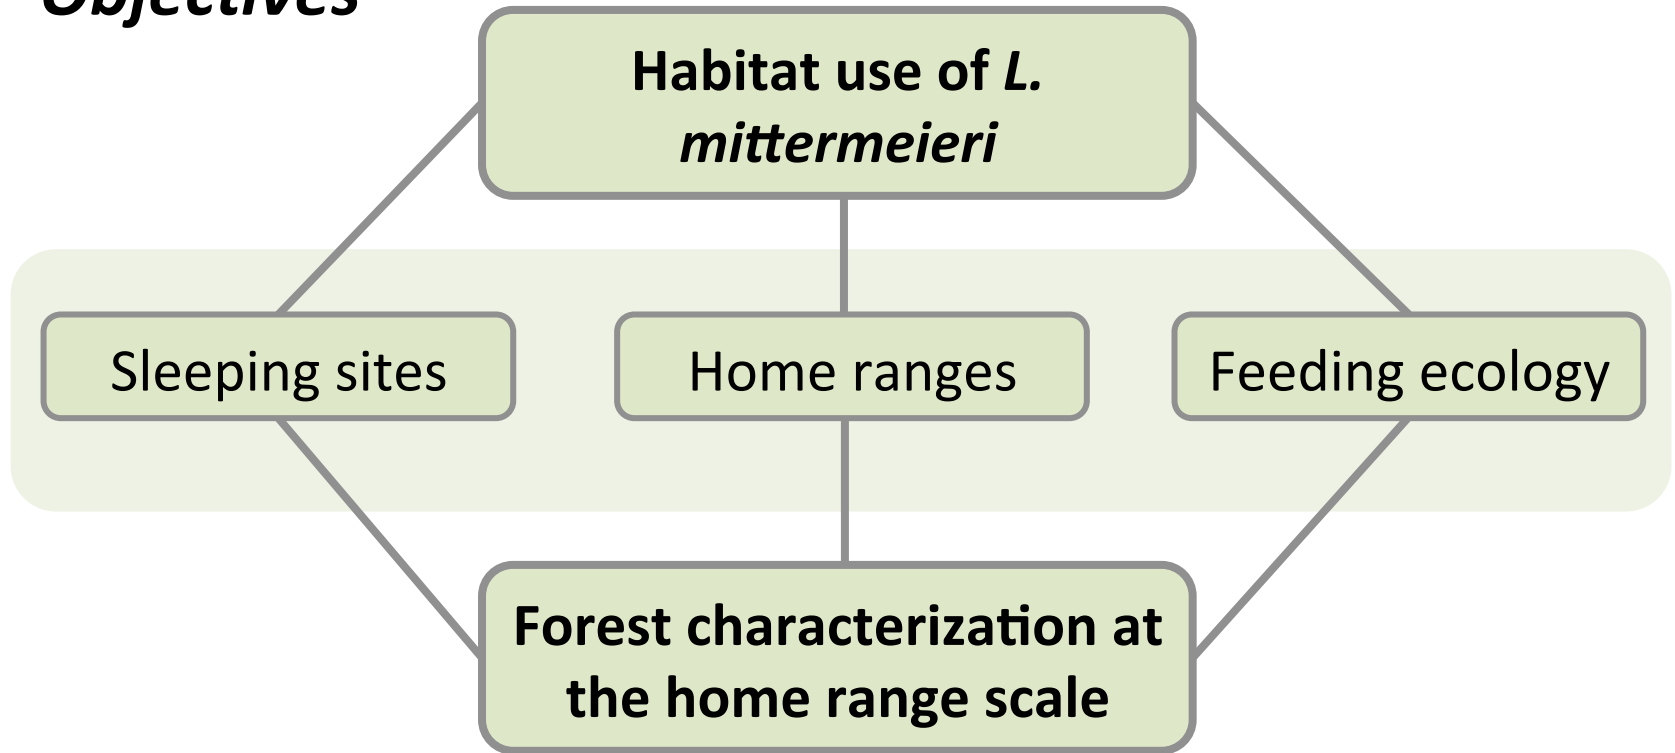 Objectives
Habitat use of L.
mittermeieri
Sleeping sites
Home ranges
Feeding ecology
Forest characterization at
the home range scale